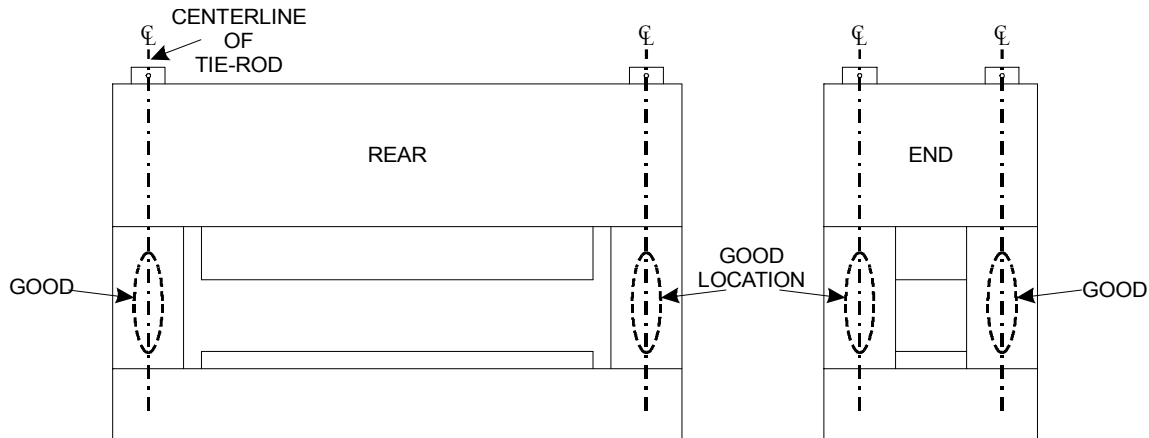 ℄
CENTERLINE
OF
TIE-ROD
℄
℄
℄
REAR
END
GOOD
GOOD
LOCATION
GOOD